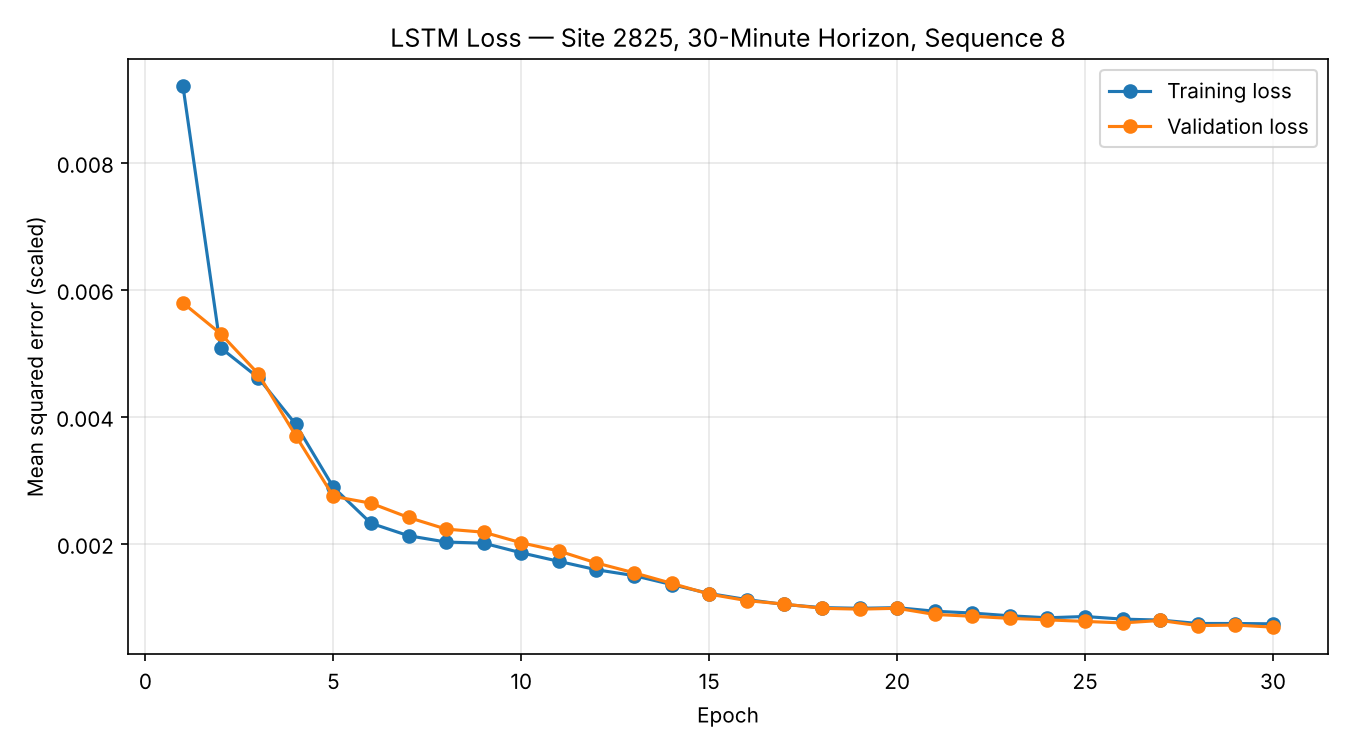 LSTM Loss — Site 2825, 30-Minute Horizon, Sequence 8
Training loss
Validation loss
Mean squared error (scaled)
0.008
0.006
0.004
0.002
0 5 10 15 20 25 30
Epoch